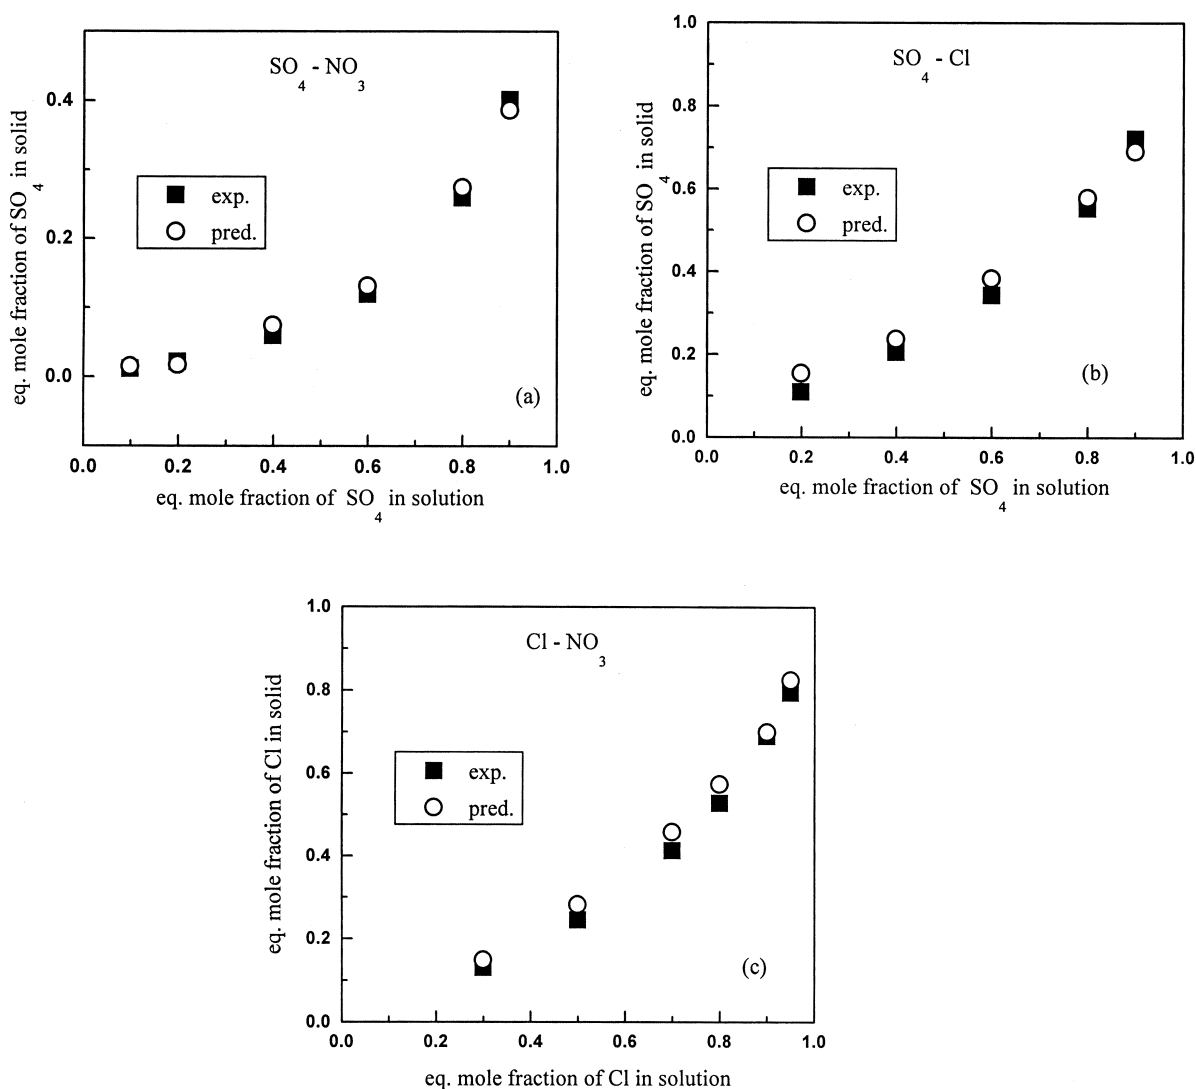 SO4 - NO3
eq. mole fraction of SO4 in solid
0.4
0.2
0.0
exp.
pred.
(a)
0.0 0.2 0.4 0.6 0.8 1.0
eq. mole fraction of SO4 in solution
SO4 - Cl
eq. mole fraction of SO4 in solid
1.0
0.8
0.6
0.4
0.2
0.0
exp.
pred.
(b)
0.0 0.2 0.4 0.6 0.8 1.0
eq. mole fraction of SO4 in solution
Cl - NO3
eq. mole fraction of Cl in solid
1.0
0.8
0.6
0.4
0.2
0.0
exp.
pred.
(c)
0.0 0.2 0.4 0.6 0.8 1.0
eq. mole fraction of Cl in solution